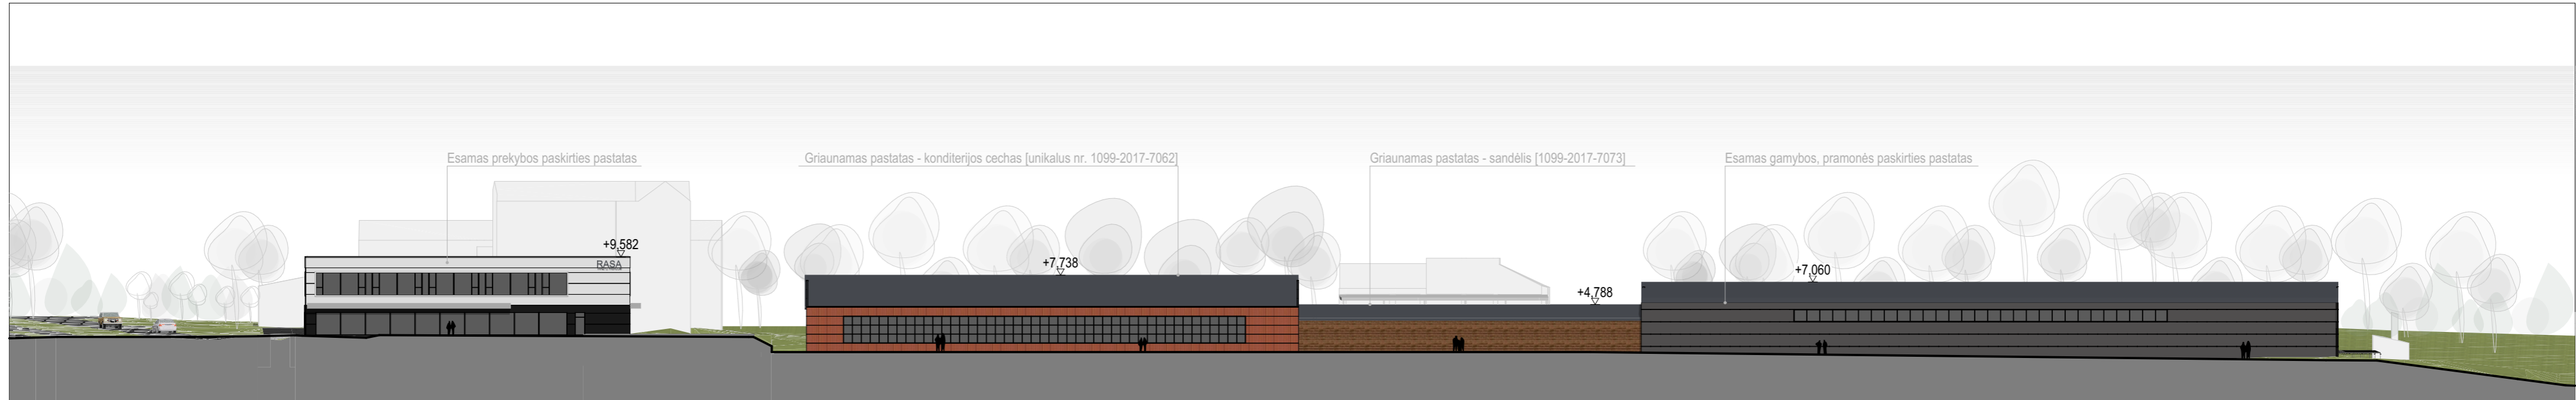 Esamas prekybos paskirties pastatas
Griaunamas pastatas - konditerijos cechas [unikalus nr. 1099-2017-7062]
Griaunamas pastatas - sandėlis [1099-2017-7073]
Esamas gamybos, pramonės paskirties pastatas
+9,582
RASA
+7,738
+4,788
+7,060